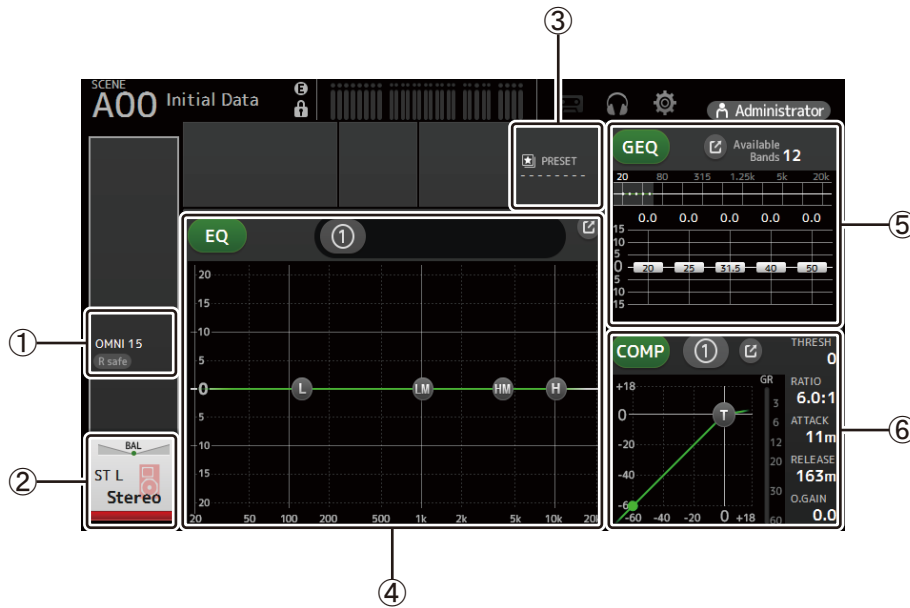 ③
SCENE
A00 Initial Data
E
Administrator
PRESET
--------
GEQ
Available
Bands 12
20 80 315 1.25k 5k 20k
0.0 0.0 0.0 0.0 0.0
15
10
5
0
5
10
15
20 25 31.5 40 50
⑤
EQ ①
20
15
10
5
0
5
10
15
20
L LM HM H
20 50 100 200 500 1k 2k 5k 10k
①
OMNI 15
R safe
②
BAL
ST L
Stereo
④
COMP ①
THRESH
0
RATIO
6.0:1
ATTACK
11m
RELEASE
163m
O.GAIN
0.0
GR
3
6
12
20
30
60
T
+18
0
-20
-40
-60 -40 -20 0 +18
⑥